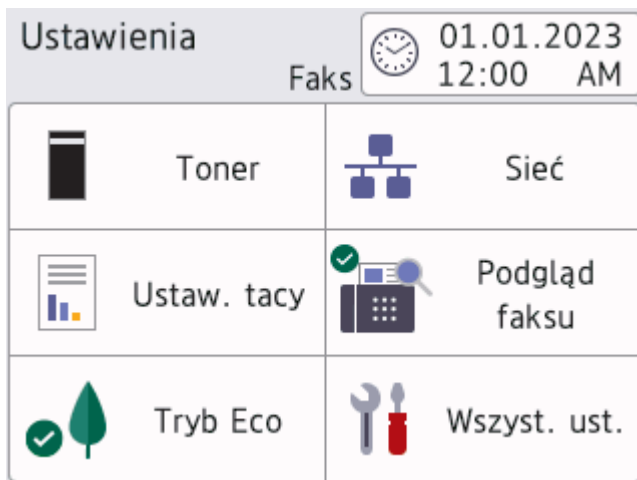 Ustawienia
Faks
01.01.2023
12:00 AM
Toner
Sieć
Ustaw. tacy
Podgląd
faksu
Tryb Eco
Wszyst. ust.